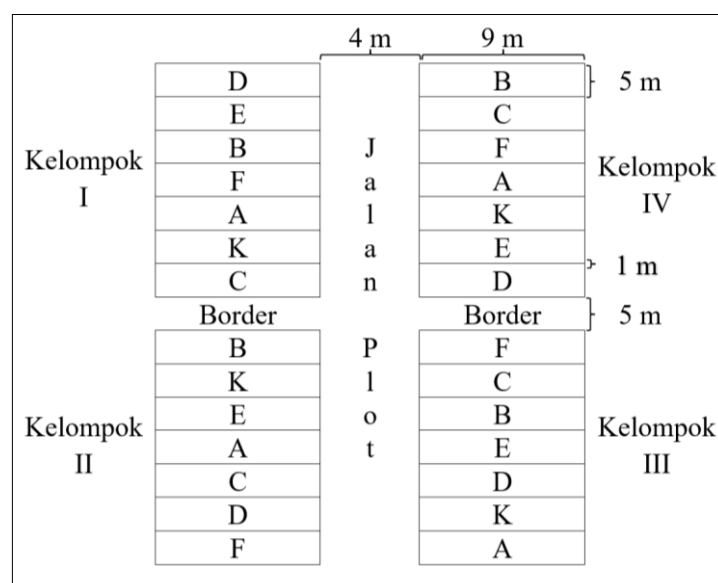 4 m 9 m
D B 5 m
E C
Kelompok I B J F Kelompok IV
F a A
A l K
K a E 1 m
C n D
Border Border 5 m
B P F
K l C
Kelompok II E o B Kelompok III
A t E
C D
D K
F A